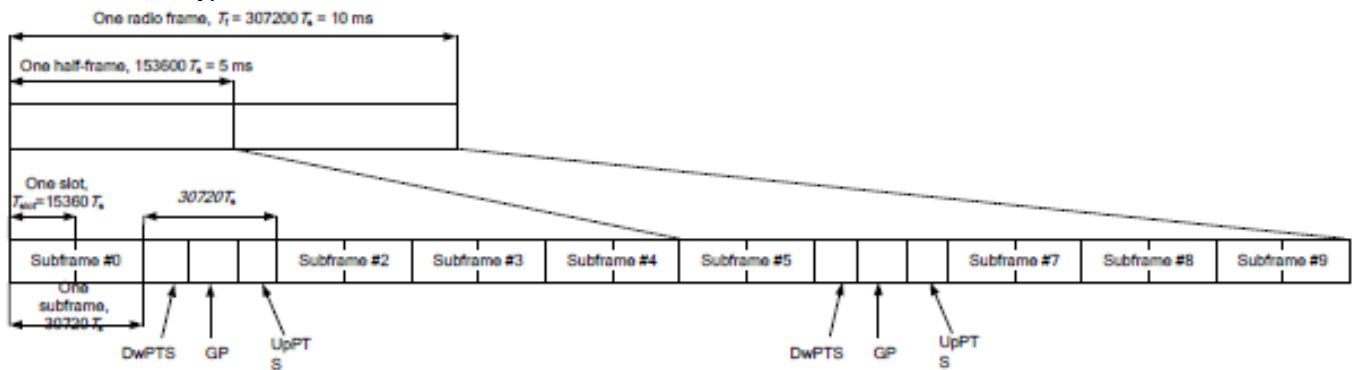 One radio frame, Tf = 307200 Ts = 10 ms
One half-frame, 153600 Ts = 5 ms
One slot,
Tslot=15360 Ts
30720Ts
Subframe #0
Subframe #2
Subframe #3
Subframe #4
Subframe #5
Subframe #7
Subframe #8
Subframe #9
One
subframe,
30720 Ts
DwPTS
GP
UpPT
S
DwPTS
GP
UpPT
S